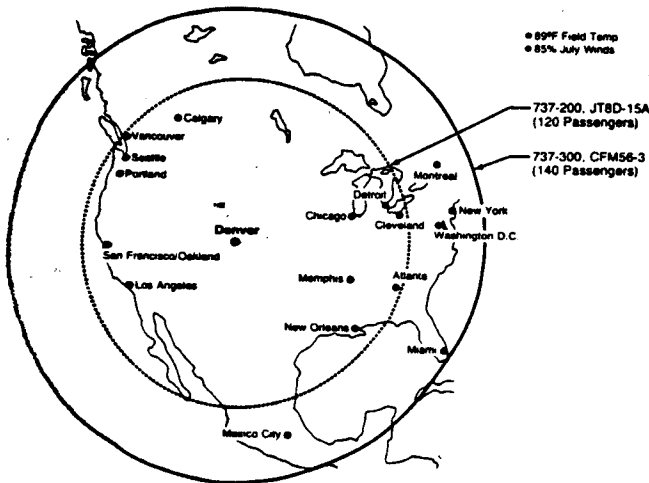 ● 89°F Field Temp
● 85% July Winds
737-200, JT8D-15A
(120 Passengers)
737-300, CFM56-3
(140 Passengers)
Calgary
Vancouver
Seattle
Portland
Montreal
Detroit
New York
Chicago
Cleveland
Washington D.C.
Denver
San Francisco/Oakland
Memphis
Atlanta
Los Angeles
New Orleans
Miami
Mexico City